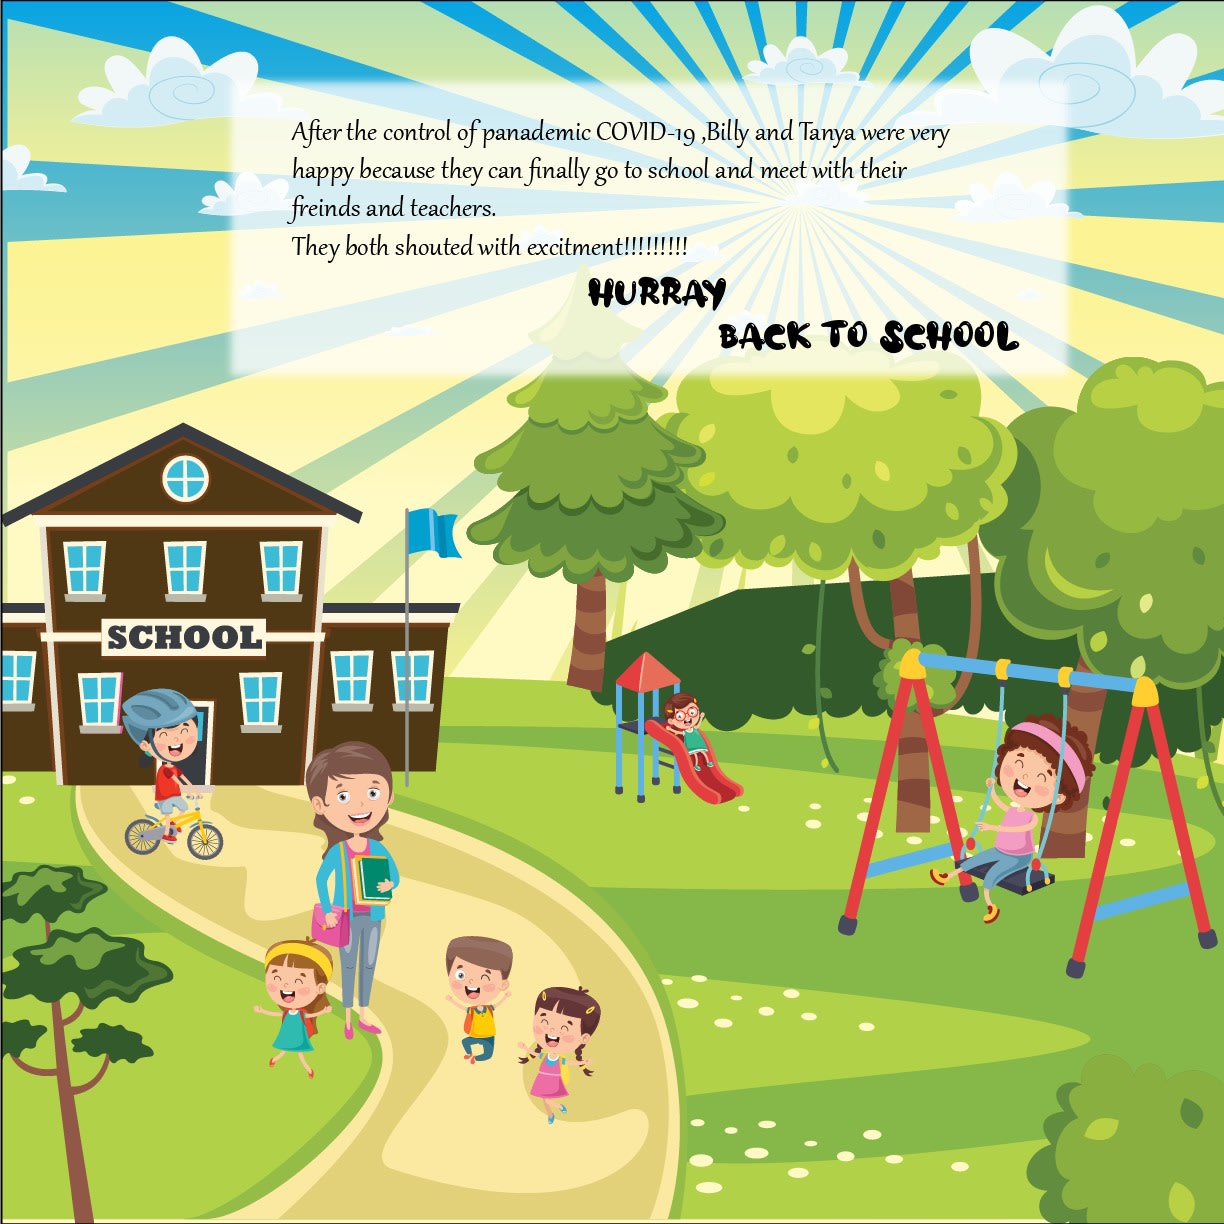 After the control of panademic COVID-19 ,Billy and Tanya were very
happy because they can finally go to school and meet with their
freinds and teachers.
They both shouted with excitment!!!!!!!!!
HURRAY
BACK TO SCHOOL
SCHOOL